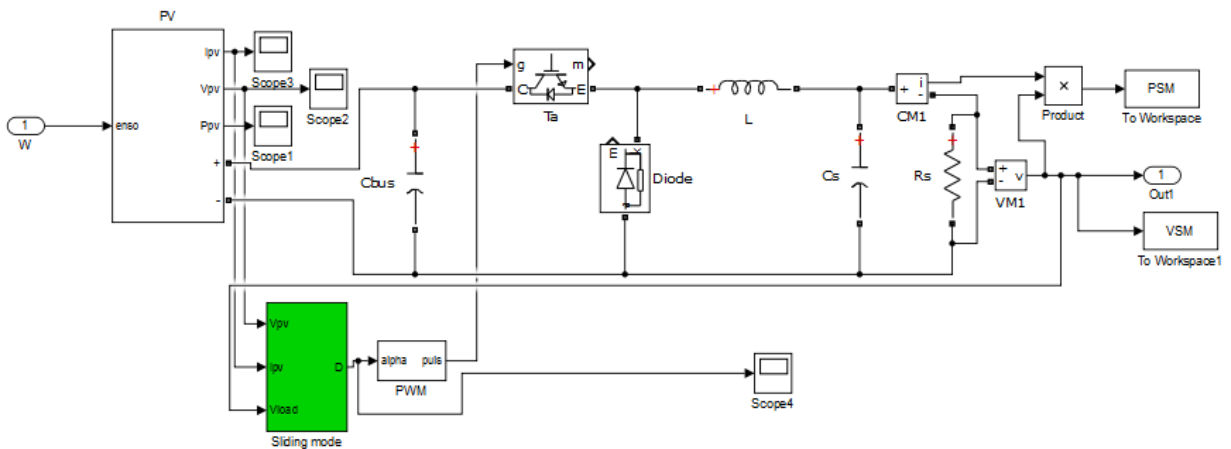 PV
1
W
enso
Ipv
Vpv
Ppv
+
-
Scope3
Scope2
Scope1
Cbus
+
g
m
C
E
Ta
E
Diode
+
L
+
Cs
+
i
-
CM1
+
Rs
+
-
v
VM1
×
Product
PSM
To Workspace
1
Out1
VSM
To Workspace1
Vpv
Ipv
Vload
D
Sliding mode
alpha
puls
PWM
Scope4